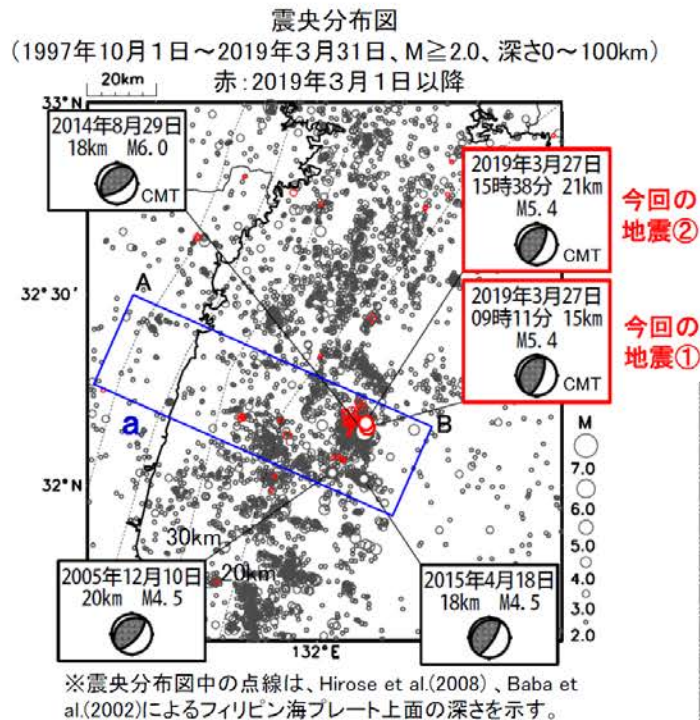 震央分布図
(1997年10月1日～2019年3月31日、M≧2.0、深さ0～100km)
赤:2019年3月1日以降
20km
33°N
2014年8月29日
18km M6.0
CMT
2019年3月27日
15時38分 21km
M5.4
CMT
今回の
地震②
32°30′
A
2019年3月27日
09時11分 15km
M5.4
CMT
今回の
地震①
a
B
M
7.0
6.0
5.0
4.0
3.0
2.0
32°N
30km
20km
2005年12月10日
20km M4.5
2015年4月18日
18km M4.5
132°E
※震央分布図中の点線は、Hirose et al.(2008)、Baba et
al.(2002)によるフィリピン海プレート上面の深さを示す。